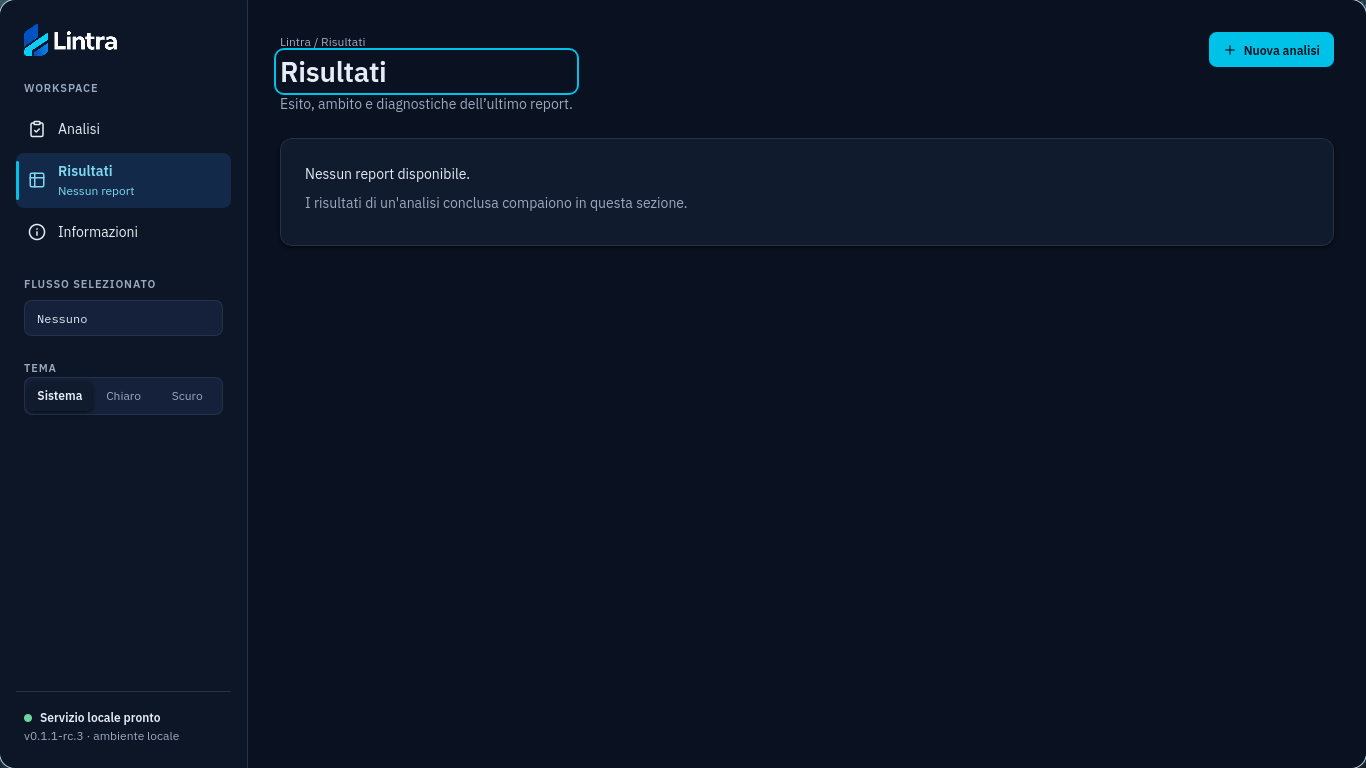 Lintra
WORKSPACE
Analisi
Risultati
Nessun report
Informazioni
FLUSSO SELEZIONATO
Nessuno
TEMA
Sistema Chiaro Scuro
Servizio locale pronto
v0.1.1-rc.3 · ambiente locale
Lintra / Risultati
Risultati
Esito, ambito e diagnostiche dell’ultimo report.
Nuova analisi
Nessun report disponibile.
I risultati di un'analisi conclusa compaiono in questa sezione.